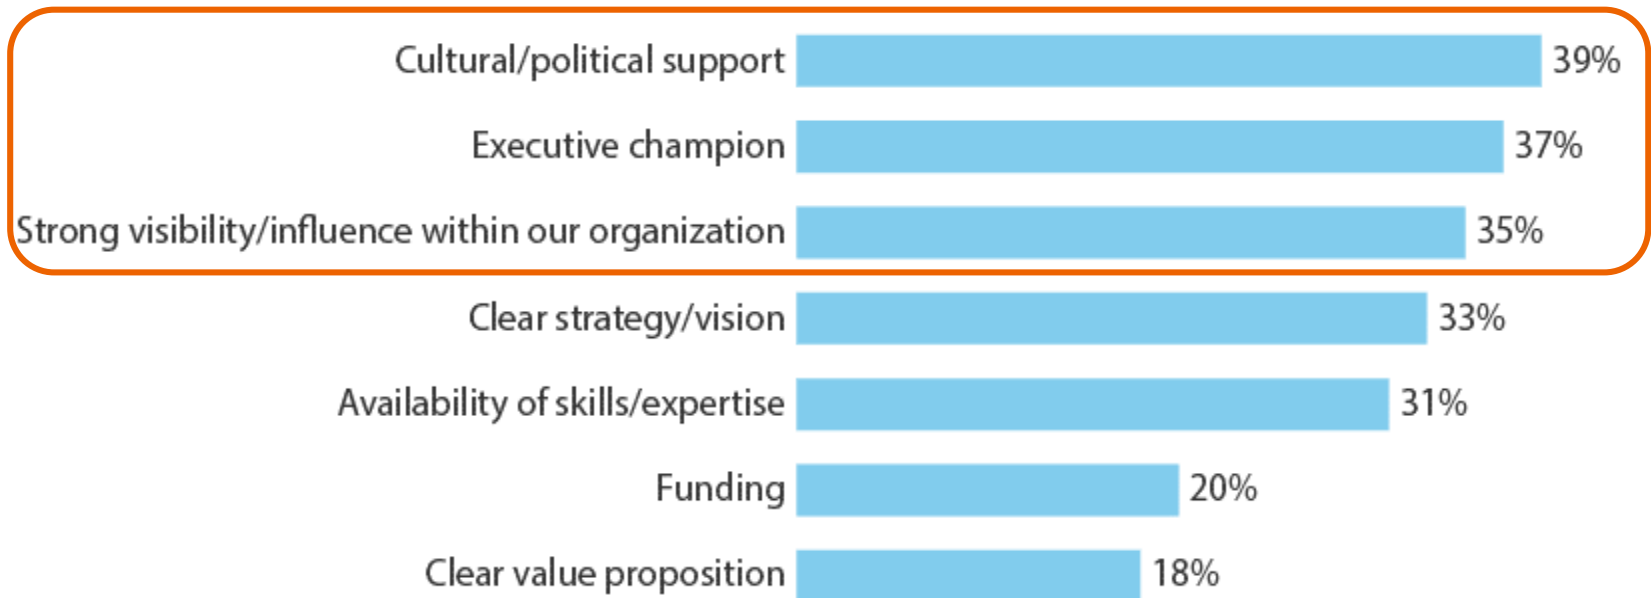 Cultural/political support 39%
Executive champion 37%
Strong visibility/influence within our organization 35%
Clear strategy/vision 33%
Availability of skills/expertise 31%
Funding 20%
Clear value proposition 18%